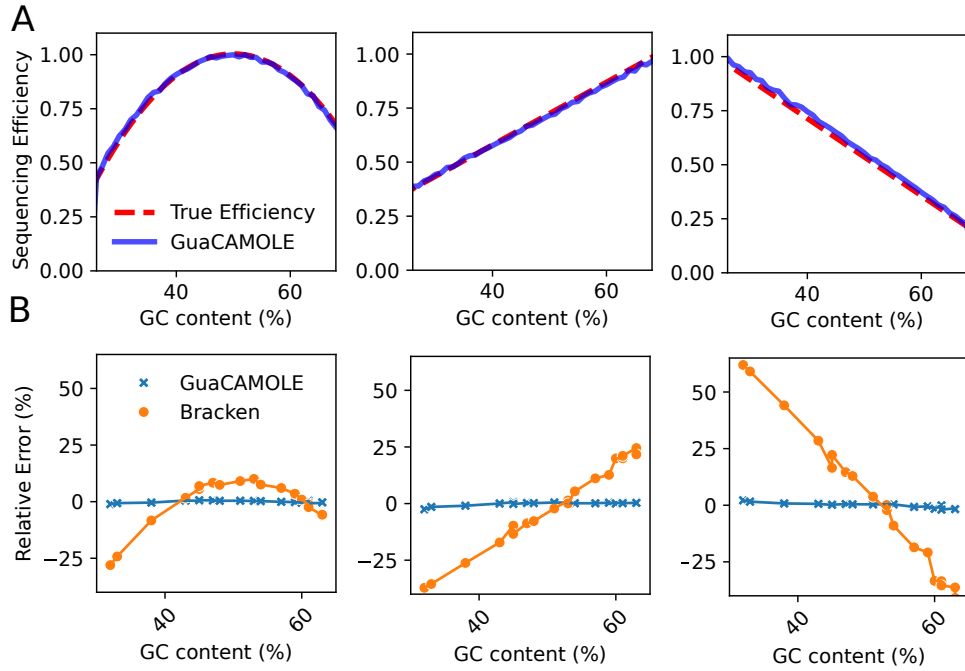 A
Sequencing Efficiency
1.00
0.75
0.50
0.25
0.00
True Efficiency
GuaCAMOLE
40
60
GC content (%)
1.00
0.75
0.50
0.25
0.00
40
60
GC content (%)
1.00
0.75
0.50
0.25
0.00
40
60
GC content (%)
B
Relative Error (%)
50
25
0
−25
GuaCAMOLE
Bracken
40
60
GC content (%)
50
25
0
−25
40
60
GC content (%)
50
25
0
−25
40
60
GC content (%)